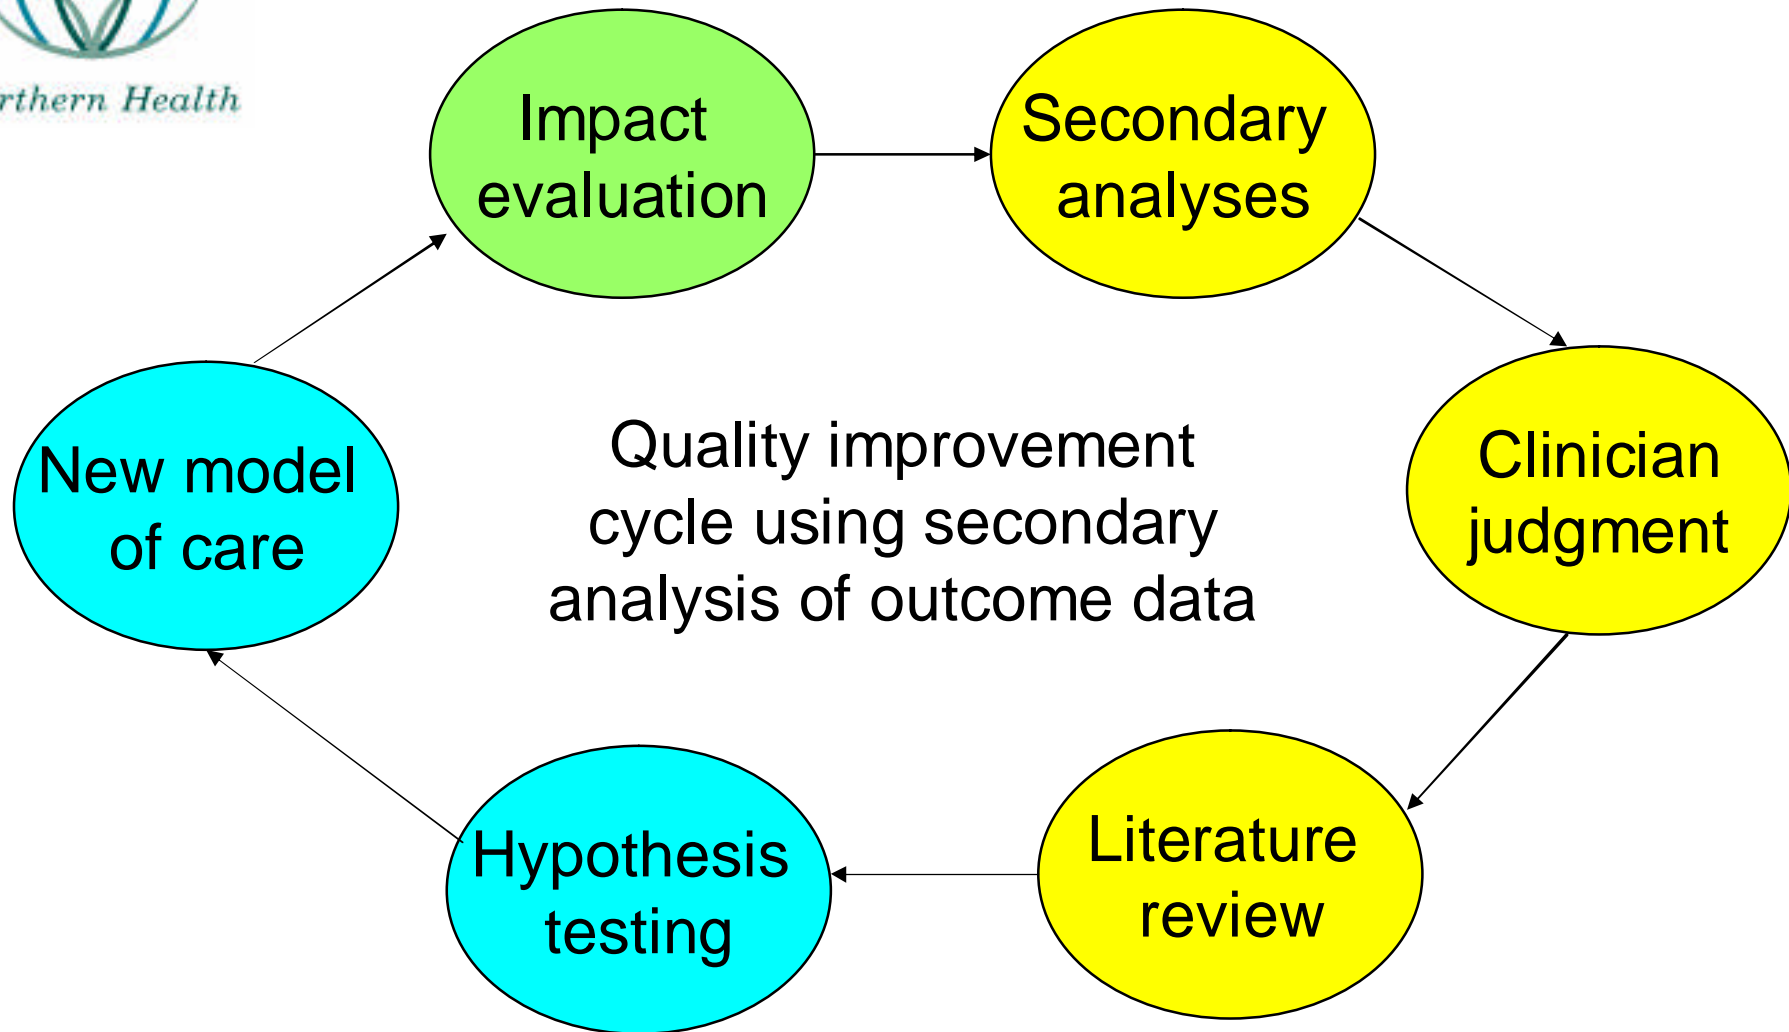 rthern Health
Impact
evaluation
Secondary
analyses
Clinician
judgment
Literature
review
Hypothesis
testing
New model
of care
Quality improvement
cycle using secondary
analysis of outcome data